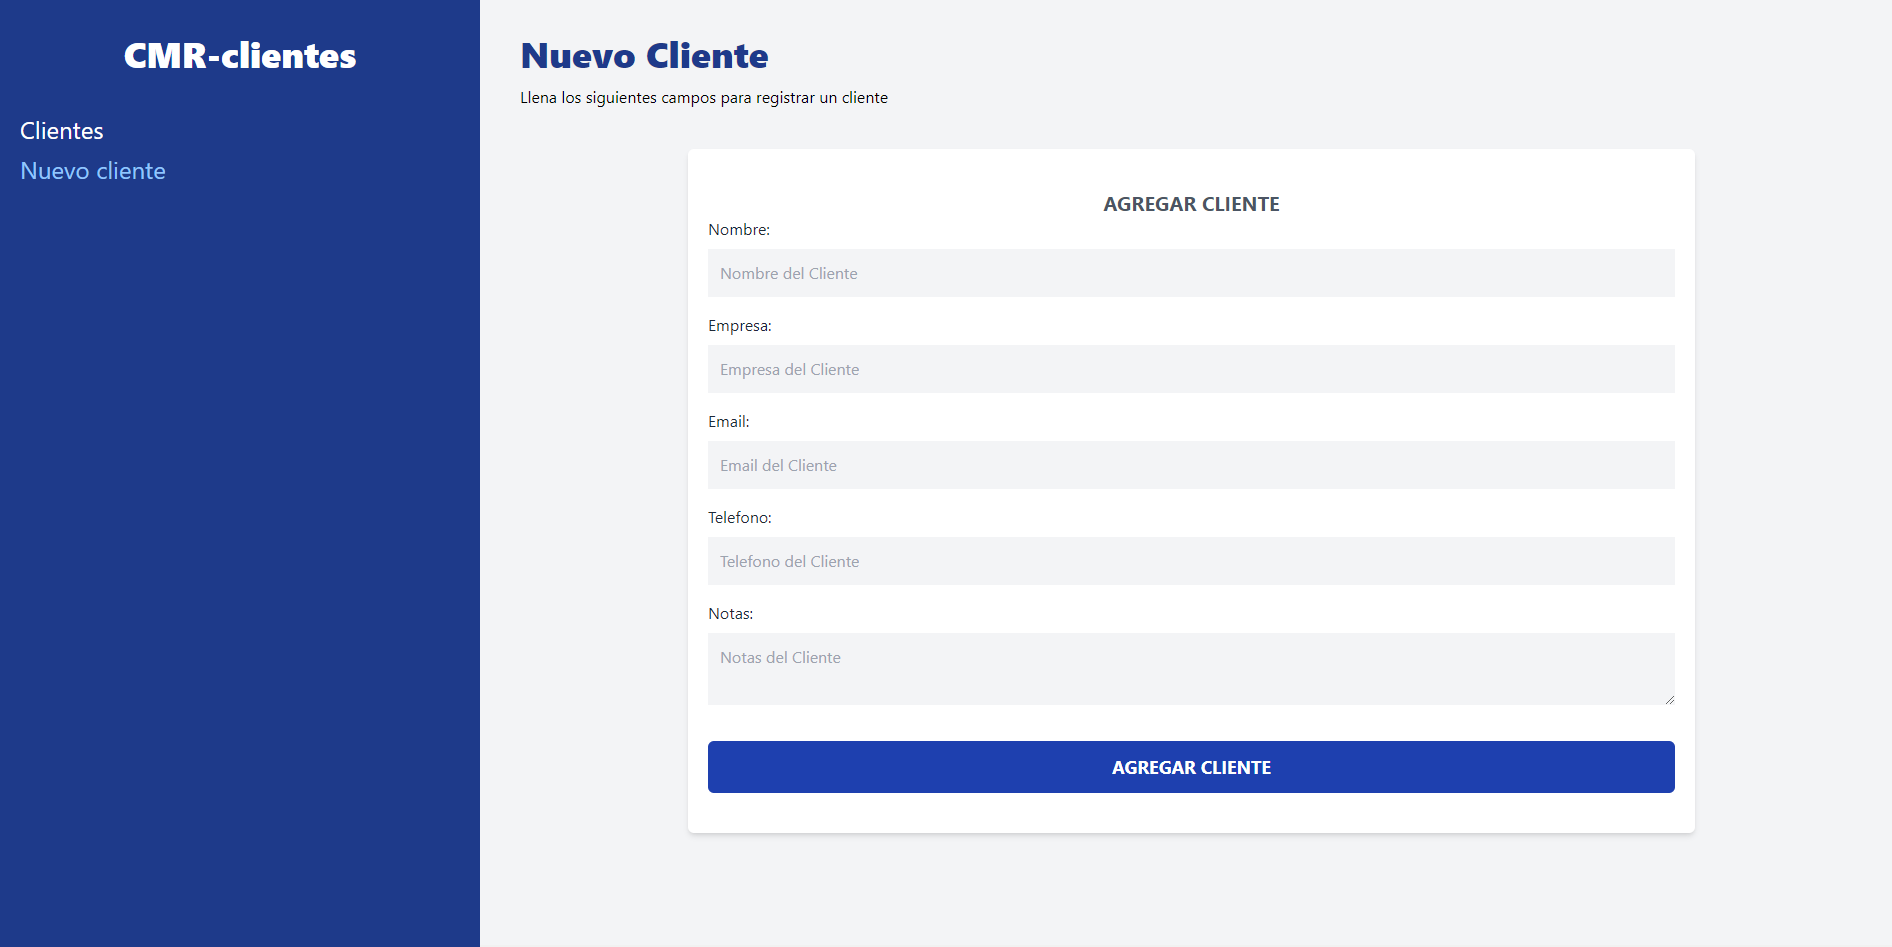 CMR-clientes
Clientes
Nuevo cliente
Nuevo Cliente
Llena los siguientes campos para registrar un cliente
AGREGAR CLIENTE
Nombre:
Nombre del Cliente
Empresa:
Empresa del Cliente
Email:
Email del Cliente
Telefono:
Telefono del Cliente
Notas:
Notas del Cliente
AGREGAR CLIENTE